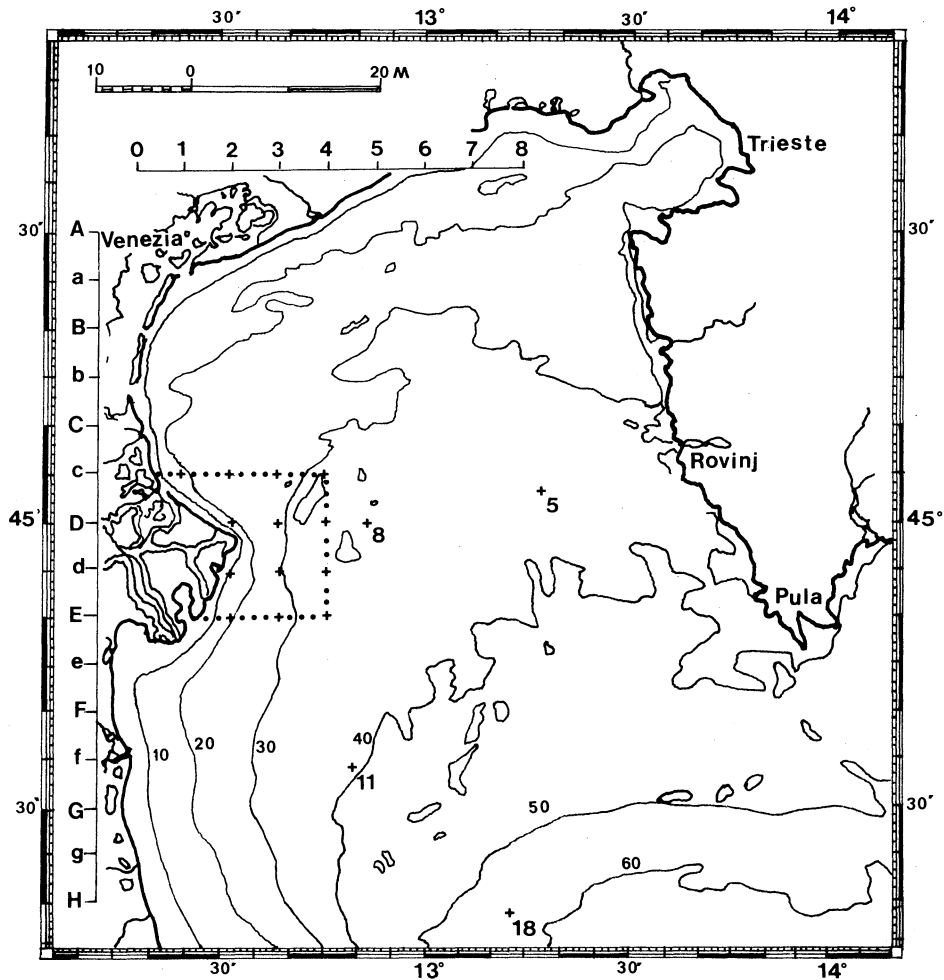 30′ 13° 30′ 14°
10 0 20 M
0 1 2 3 4 5 6 7 8
Trieste
30′ A Venezia 30′
a
B
b
C
c Rovinj
5
45′ D 8 45°
d
Pula
E
e
F
10 20 30 40
f 11
30′ G 50 30′
g
60
H
18
30′ 13° 30′ 14°